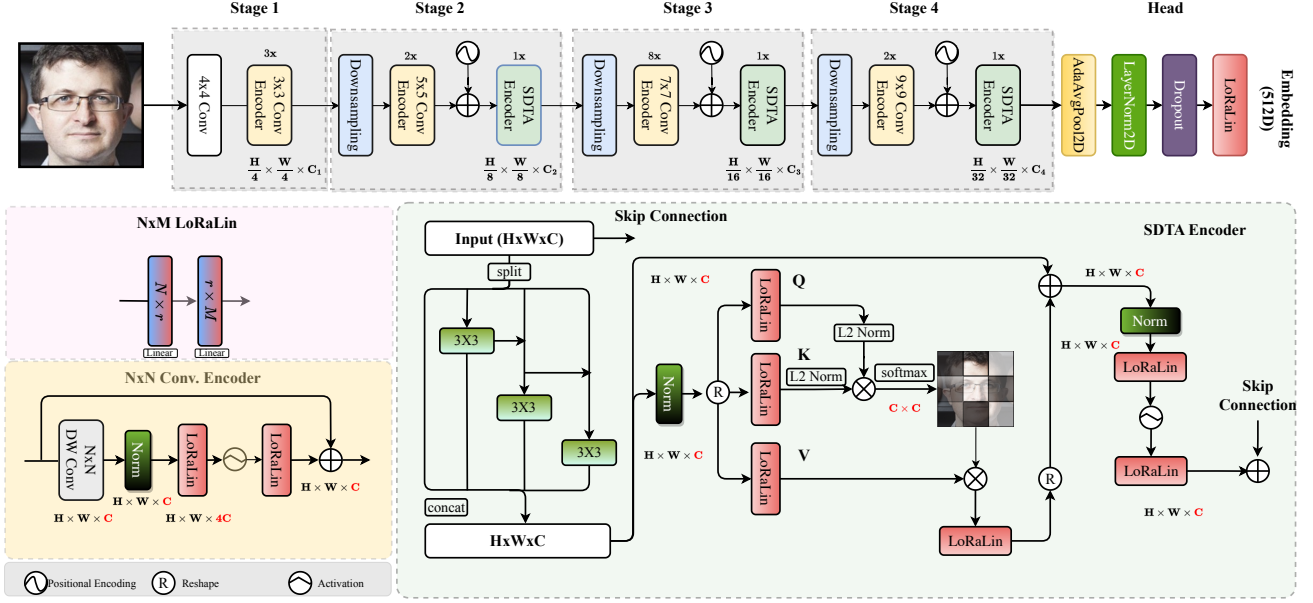 Stage 1
Stage 2
Stage 3
Stage 4
Head
4x4 Conv
3x
3x3 Conv
Encoder
H/4 × W/4 × C₁
Downsampling
2x
5x5 Conv
Encoder
1x
SDTA
Encoder
H/8 × W/8 × C₂
Downsampling
8x
7x7 Conv
Encoder
1x
SDTA
Encoder
H/16 × W/16 × C₃
Downsampling
2x
9x9 Conv
Encoder
1x
SDTA
Encoder
H/32 × W/32 × C₄
AdaAvgPool2D
LayerNorm2D
Dropout
LoRaLin
Embedding
(512D)
NxM LoRaLin
N × r
r × M
Linear
Linear
NxN Conv. Encoder
NxN
DW Conv
Norm
LoRaLin
LoRaLin
H × W × C
H × W × C
H × W × 4C
H × W × C
Positional Encoding
R
Reshape
Activation
Skip Connection
SDTA Encoder
Input (HxWxC)
split
3X3
3X3
3X3
concat
HxWxC
H × W × C
Norm
H × W × C
R
LoRaLin
Q
L2 Norm
LoRaLin
K
L2 Norm
softmax
C × C
LoRaLin
V
LoRaLin
R
H × W × C
Norm
H × W × C
LoRaLin
LoRaLin
Skip
Connection
H × W × C